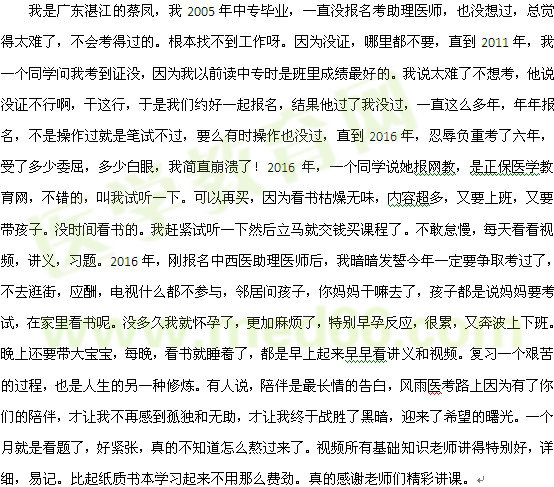 我是广东湛江的蔡凤，我 2005 年中专毕业，一直没报名考助理医师，也没想过，总觉
得太难了，不会考得过的。根本找不到工作呀。因为没证，哪里都不要，直到 2011 年，我
一个同学问我考到证没，因为我以前读中专时是班里成绩最好的。我说太难了不想考，他说
没证不行啊，干这行，于是我们约好一起报名，结果他过了我没过，一直这么多年，年年报
名，不是操作过就是笔试不过，要么有时操作也没过，直到 2016 年，忍辱负重考了六年，
受了多少委屈，多少白眼，我简直崩溃了！2016 年，一个同学说她报网教，是正保医学教
育网，不错的，叫我试听一下。可以再买，因为看书枯燥无味，内容超多，又要上班，又要
带孩子。没时间看书的。我赶紧试听一下然后立马就交钱买课程了。不敢怠慢，每天看看视
频，讲义，习题。2016 年，刚报名中西医助理医师后，我暗暗发誓今年一定要争取考过了，
不去逛街，应酬，电视什么都不参与，邻居问孩子，你妈妈干嘛去了，孩子都是说妈妈要考
试，在家里看书呢。没多久我就怀孕了，更加麻烦了，特别早孕反应，很累，又奔波上下班。
晚上还要带大宝宝，每晚，看书就睡着了，都是早上起来早早看讲义和视频。复习一个艰苦
的过程，也是人生的另一种修炼。有人说，陪伴是最长情的告白，风雨医考路上因为有了你
们的陪伴，才让我不再感到孤独和无助，才让我终于战胜了黑暗，迎来了希望的曙光。一个
月就是看题了，好紧张，真的不知道怎么熬过来了。视频所有基础知识老师讲得特别好，详
细，易记。比起纸质书本学习起来不用那么费劲。真的感谢老师们精彩讲课。
医学教育网
www.med66.com